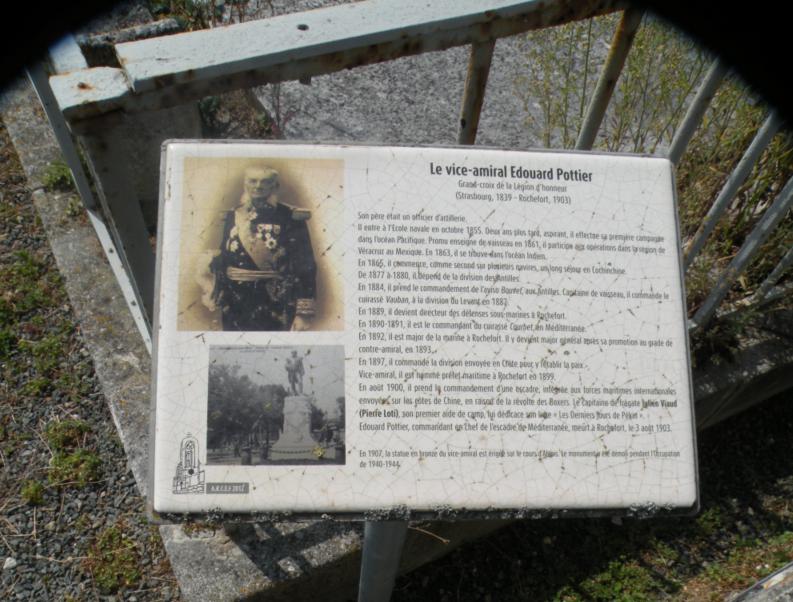 Le vice-amiral Edouard Pottier
Grand-croix de la Légion d'honneur
(Strasbourg, 1839 - Rochefort, 1903)
Son père était un officier d'artillerie.
Il entre à l'Ecole navale en octobre 1855. Deux ans plus tard, aspirant, il effectue sa première campagne
dans l'océan Pacifique. Promu enseigne de vaisseau en 1861, il participe aux opérations dans la région de
Véracruz au Mexique. En 1863, il se trouve dans l'océan Indien.
En 1865, il commence, comme second sur plusieurs navires, un long séjour en Cochinchine.
De 1877 à 1880, il dépend de la division des Antilles.
En 1884, il prend le commandement de l'aviso Bouvet, aux Antilles. Capitaine de vaisseau, il commande le
cuirassé Vauban, à la division du Levant en 1887.
En 1889, il devient directeur des défenses sous-marines à Rochefort.
En 1890-1891, il est le commandant du cuirassé Courbet, en Méditerranée.
En 1892, il est major de la marine à Rochefort. Il y devient major général après sa promotion au grade de
contre-amiral, en 1893.
En 1897, il commande la division envoyée en Crète pour y rétablir la paix.
Vice-amiral, il est nommé préfet maritime à Rochefort en 1899.
En août 1900, il prend le commandement d'une escadre, intégrée aux forces maritimes internationales
envoyées sur les côtes de Chine, en raison de la révolte des Boxers. Le capitaine de frégate Julien Viaud
(Pierre Loti), son premier aide de camp, lui dédicace son livre « Les Derniers Jours de Pékin ».
Edouard Pottier, commandant en chef de l'escadre de Méditerranée, meurt à Rochefort, le 3 août 1903.
En 1907, la statue en bronze du vice-amiral est érigée sur le cours d'Ablois. Le monument a été démoli pendant l'Occupation
de 1940-1944.